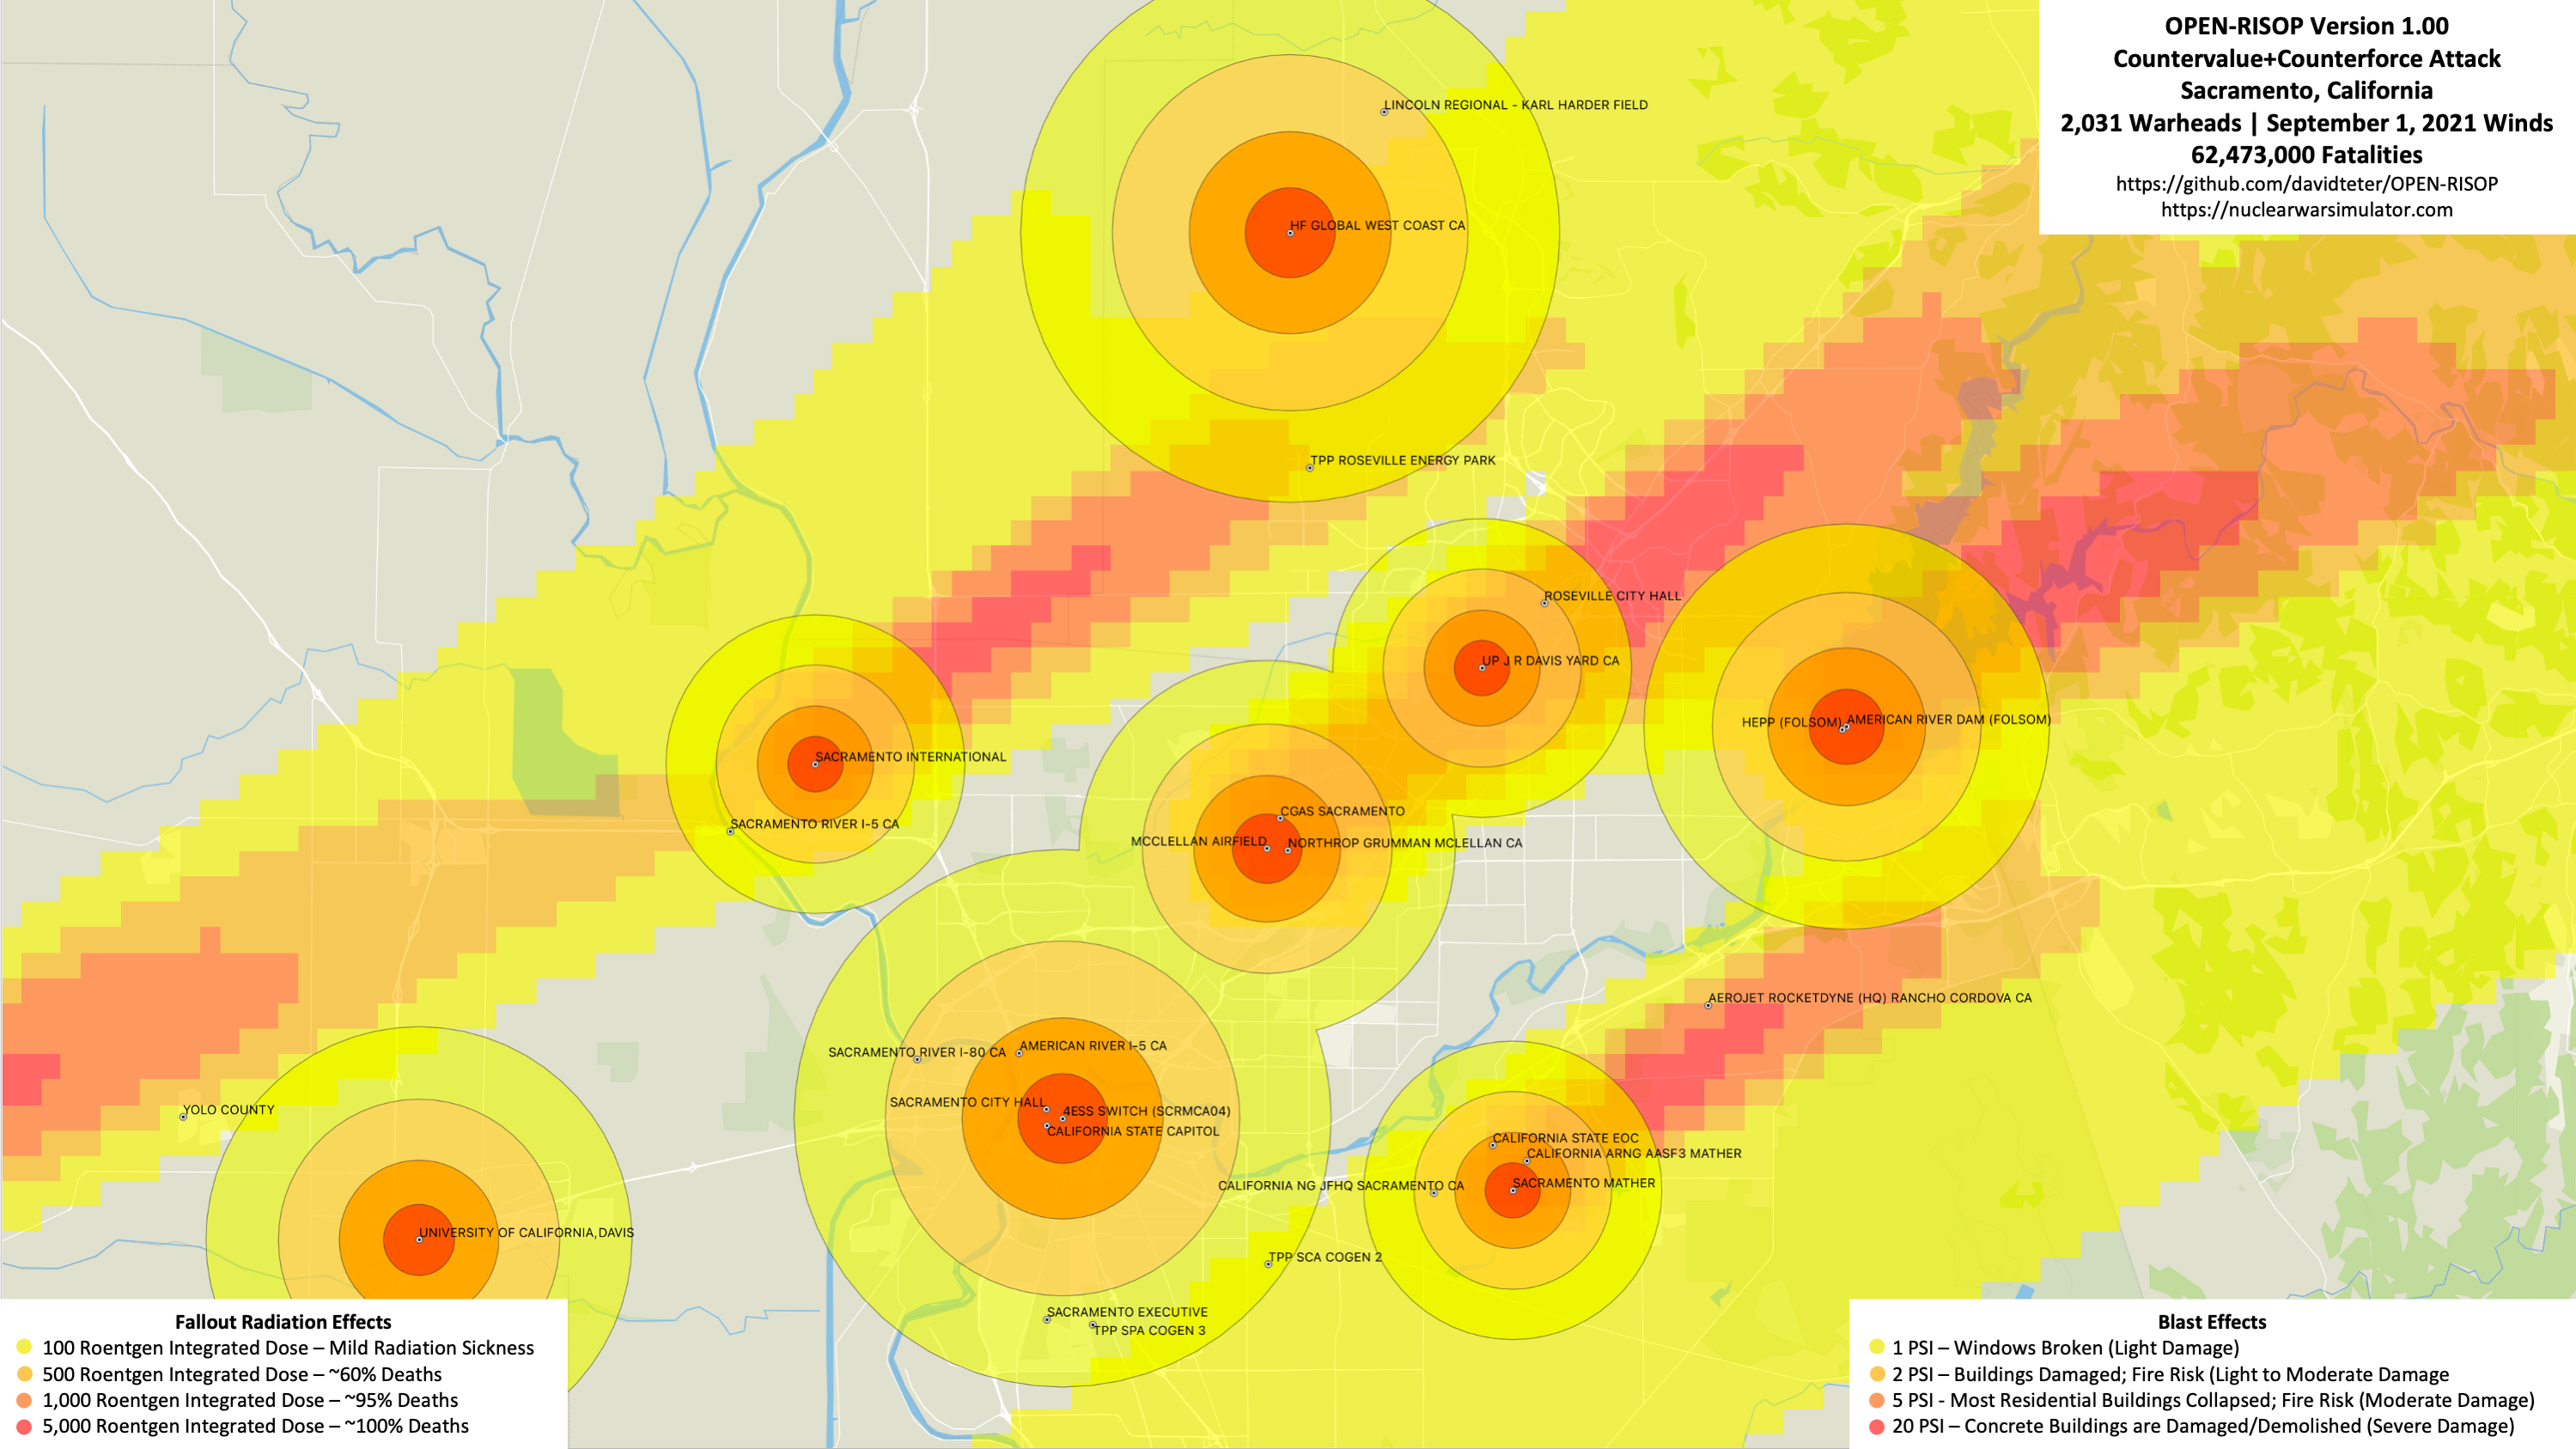 OPEN-RISOP Version 1.00
Countervalue+Counterforce Attack
Sacramento, California
2,031 Warheads | September 1, 2021 Winds
62,473,000 Fatalities
https://github.com/davidteter/OPEN-RISOP
https://nuclearwarsimulator.com
LINCOLN REGIONAL - KARL HARDER FIELD
HF GLOBAL WEST COAST CA
TPP ROSEVILLE ENERGY PARK
ROSEVILLE CITY HALL
UP J R DAVIS YARD CA
HEPP (FOLSOM)
AMERICAN RIVER DAM (FOLSOM)
SACRAMENTO INTERNATIONAL
SACRAMENTO RIVER I-5 CA
CGAS SACRAMENTO
MCCLELLAN AIRFIELD
NORTHROP GRUMMAN MCLELLAN CA
AEROJET ROCKETDYNE (HQ) RANCHO CORDOVA CA
SACRAMENTO RIVER I-80 CA
AMERICAN RIVER I-5 CA
SACRAMENTO CITY HALL
4ESS SWITCH (SCRMCA04)
CALIFORNIA STATE CAPITOL
YOLO COUNTY
CALIFORNIA STATE EOC
CALIFORNIA ARNG AASF3 MATHER
CALIFORNIA NG JFHQ SACRAMENTO CA
SACRAMENTO MATHER
UNIVERSITY OF CALIFORNIA,DAVIS
TPP SCA COGEN 2
SACRAMENTO EXECUTIVE
TPP SPA COGEN 3
Fallout Radiation Effects
100 Roentgen Integrated Dose – Mild Radiation Sickness
500 Roentgen Integrated Dose – ~60% Deaths
1,000 Roentgen Integrated Dose – ~95% Deaths
5,000 Roentgen Integrated Dose – ~100% Deaths
Blast Effects
1 PSI – Windows Broken (Light Damage)
2 PSI – Buildings Damaged; Fire Risk (Light to Moderate Damage
5 PSI - Most Residential Buildings Collapsed; Fire Risk (Moderate Damage)
20 PSI – Concrete Buildings are Damaged/Demolished (Severe Damage)